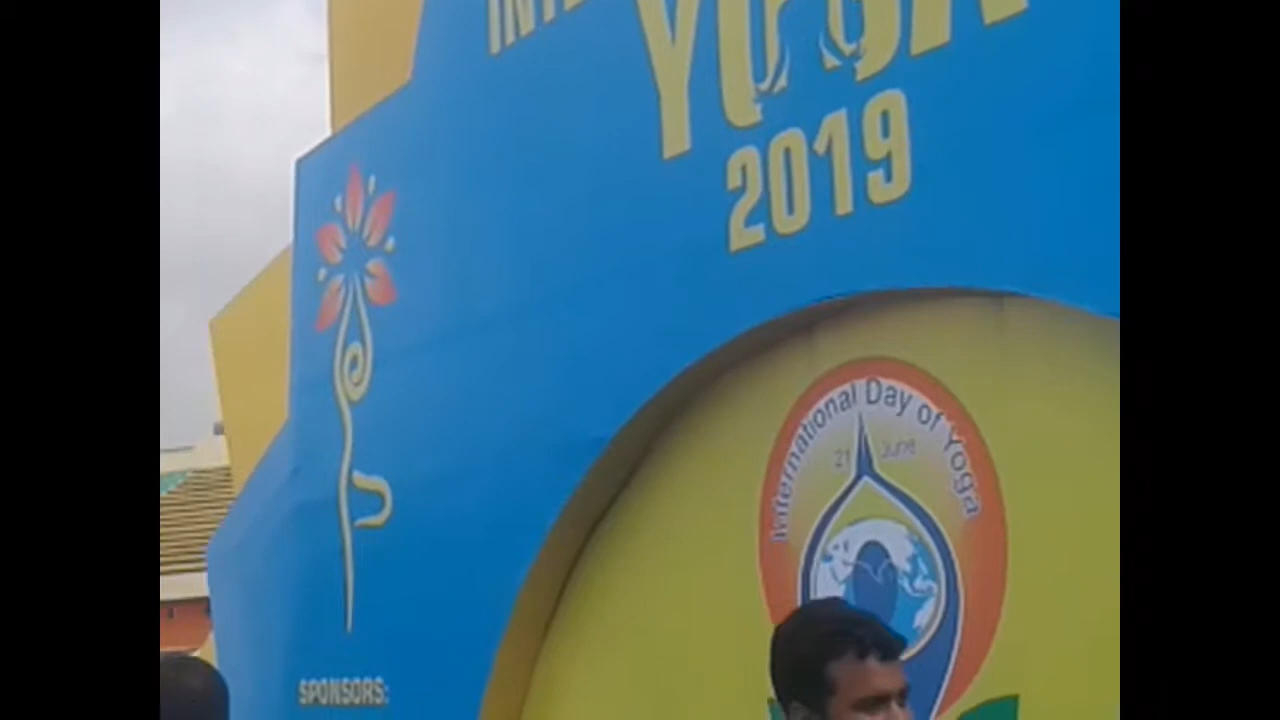 YOGA
2019
International Day of Yoga
21 June
SPONSORS: